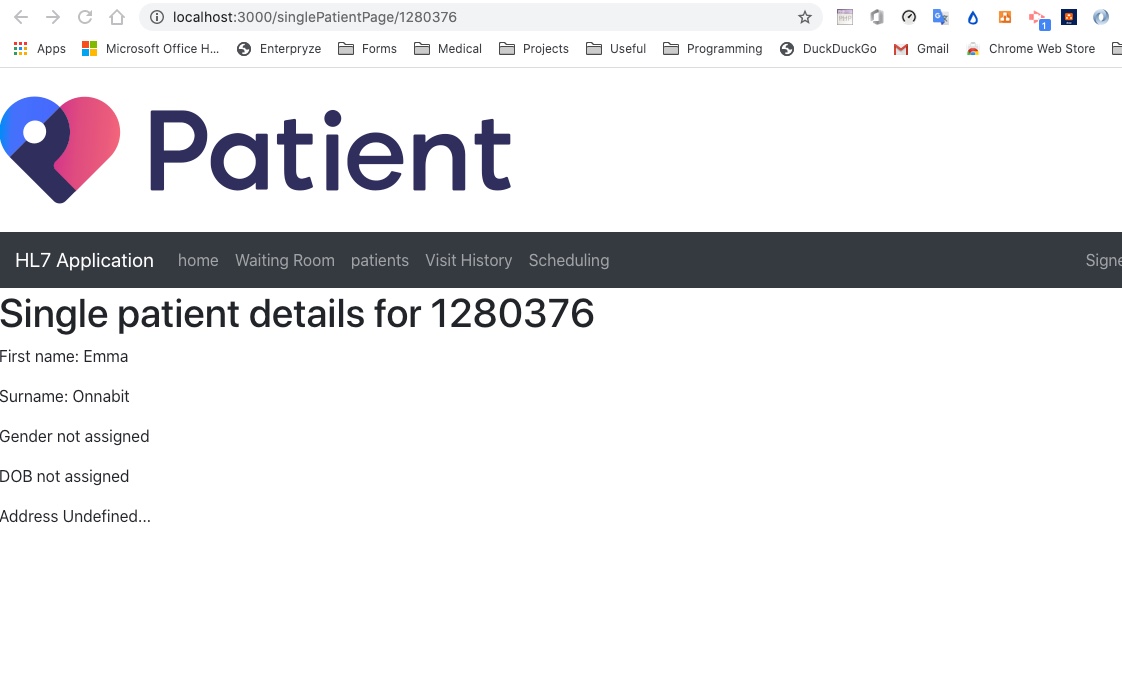 localhost:3000/singlePatientPage/1280376
1
Apps Microsoft Office H... Enterpryze Forms Medical Projects Useful Programming DuckDuckGo Gmail Chrome Web Store
Patient
HL7 Application home Waiting Room patients Visit History Scheduling Signe
Single patient details for 1280376
First name: Emma
Surname: Onnabit
Gender not assigned
DOB not assigned
Address Undefined...